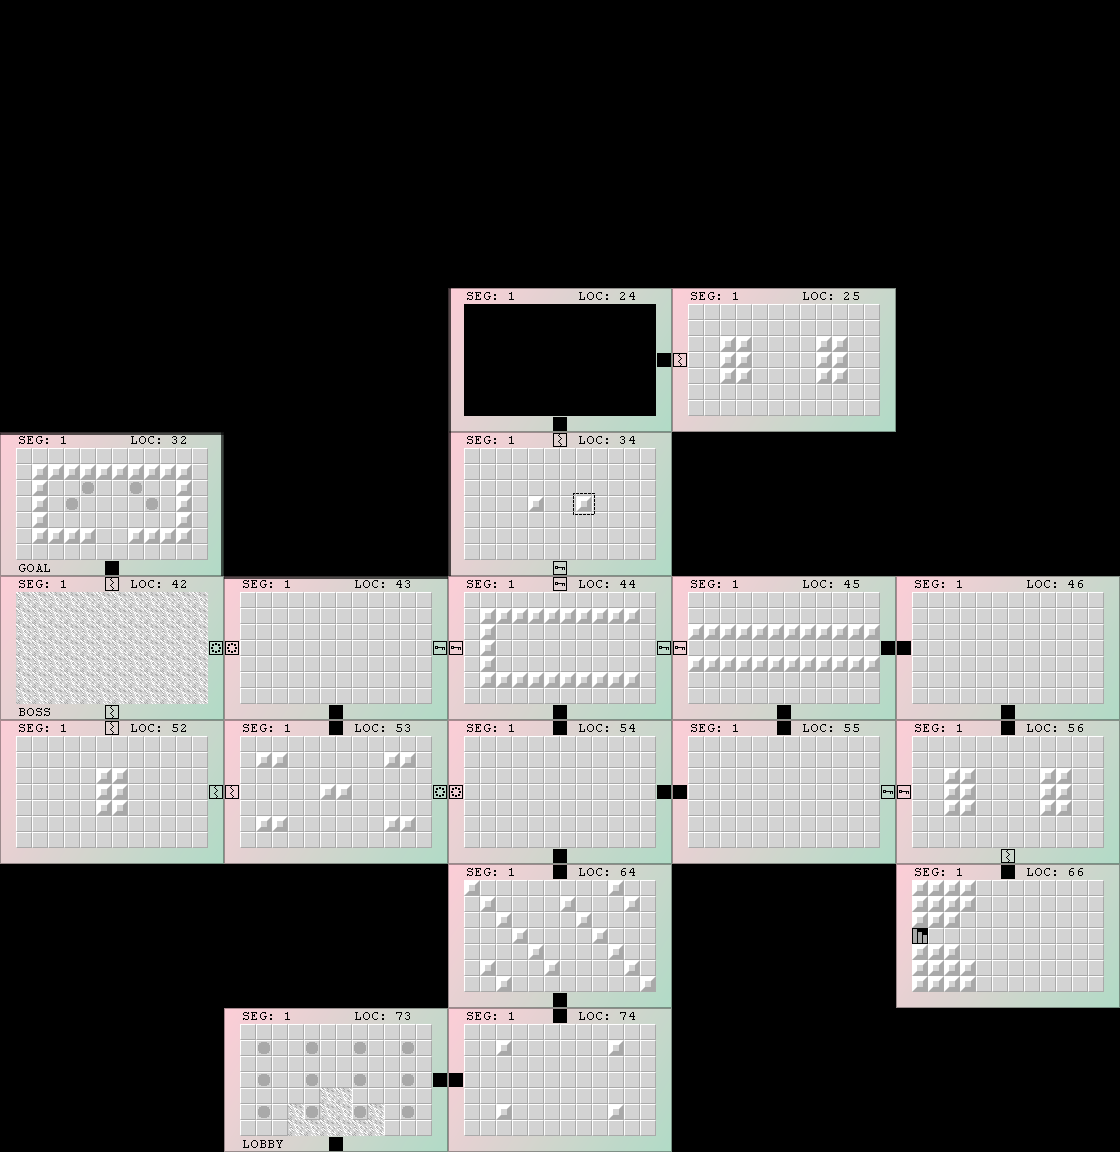 SEG: 1 LOC: 24 SEG: 1 LOC: 25
SEG: 1 LOC: 32 SEG: 1 LOC: 34
GOAL
SEG: 1 LOC: 42 SEG: 1 LOC: 43 SEG: 1 LOC: 44 SEG: 1 LOC: 45 SEG: 1 LOC: 46
BOSS
SEG: 1 LOC: 52 SEG: 1 LOC: 53 SEG: 1 LOC: 54 SEG: 1 LOC: 55 SEG: 1 LOC: 56
SEG: 1 LOC: 64 SEG: 1 LOC: 66
SEG: 1 LOC: 73 SEG: 1 LOC: 74
LOBBY